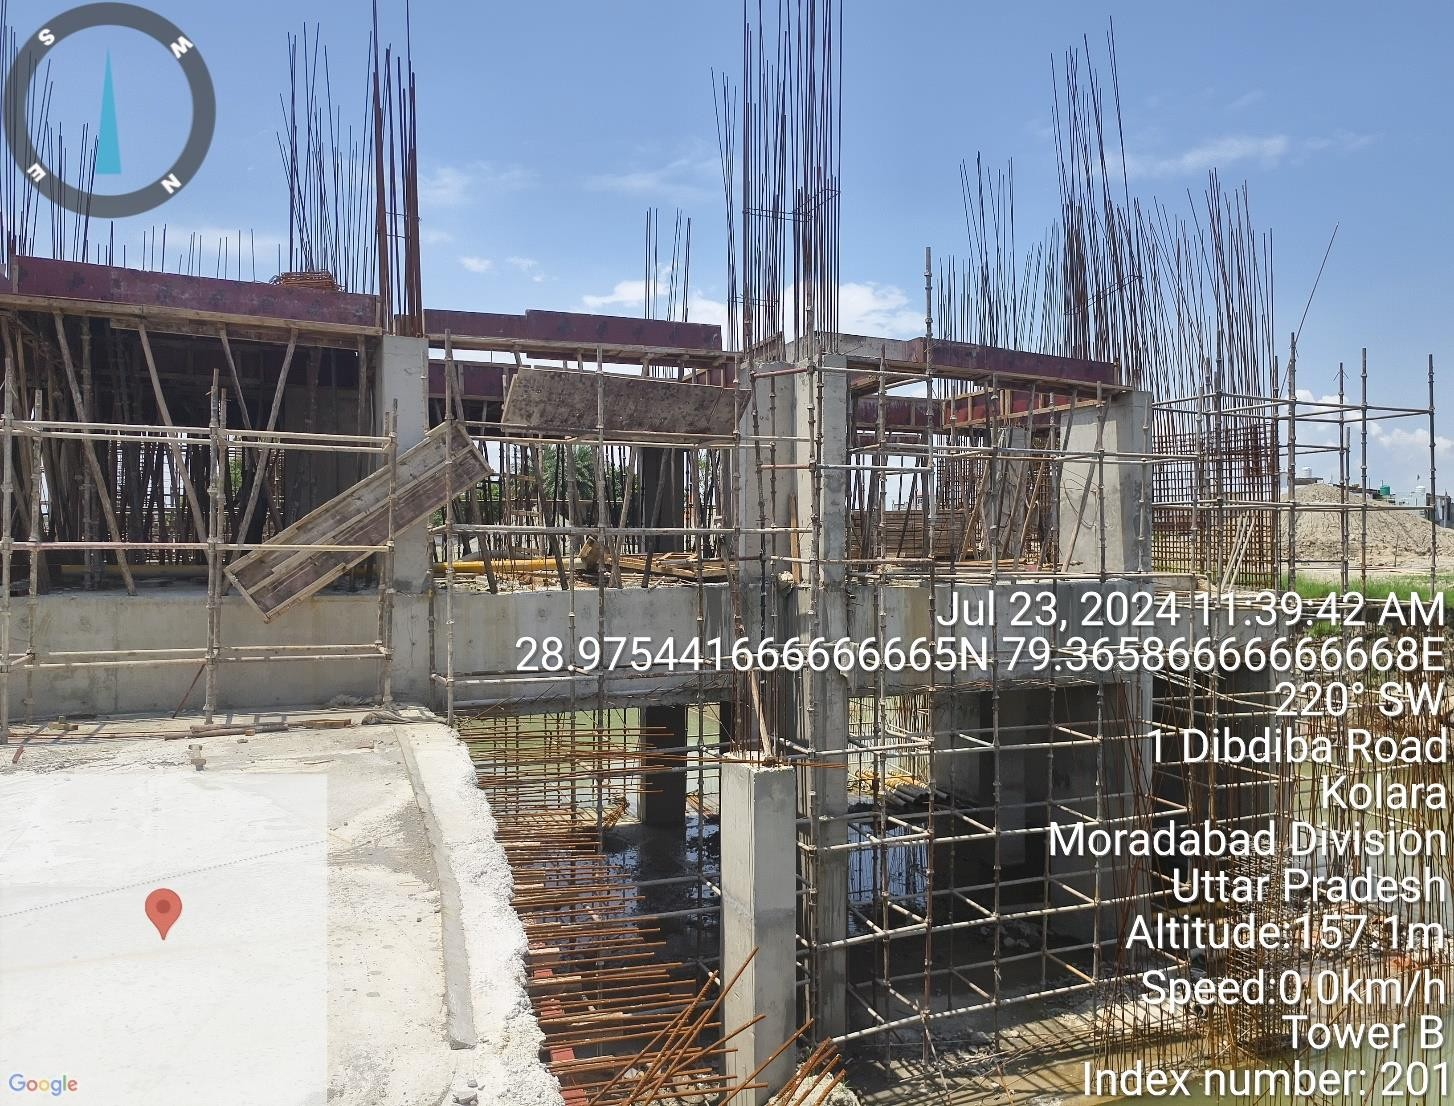 S
W
E
N
Jul 23, 2024 11:39:42 AM
28.975441666666665N 79.36586666666668E
220° SW
1 Dibdiba Road
Kolara
Moradabad Division
Uttar Pradesh
Altitude:157.1m
Speed:0.0km/h
Tower B
Index number: 201
Google